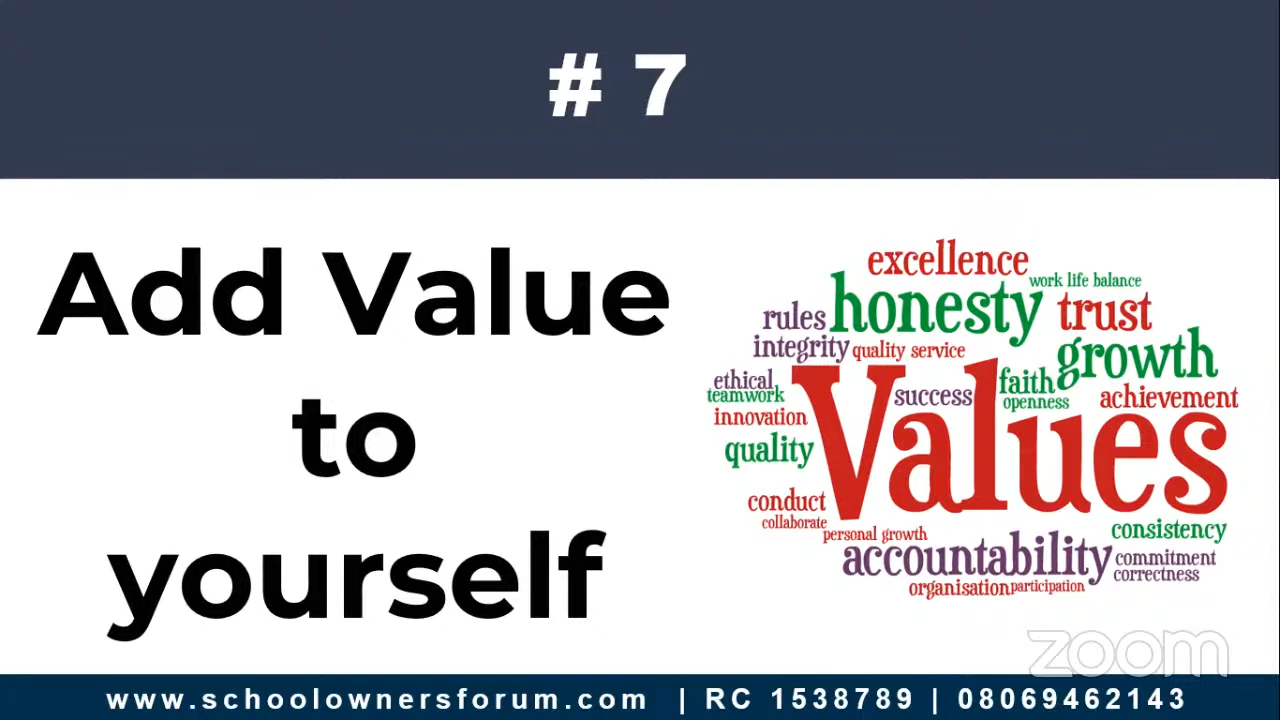 # 7
Add Value
to
yourself
excellence
work life balance
honesty
rules
trust
integrity
quality service
growth
ethical
faith
teamwork
success
openness
achievement
innovation
Values
quality
conduct
collaborate
personal growth
consistency
accountability
commitment
correctness
organisation
participation
zoom
www.schoolownersforum.com | RC 1538789 | 08069462143